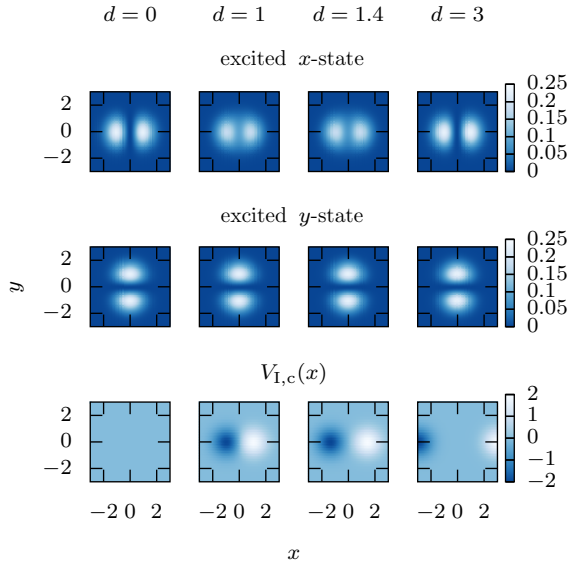 d = 0 d = 1 d = 1.4 d = 3
excited x-state
2 0.25
0.2
0 0.15
0.1
−2 0.05
0
excited y-state
2 0.25
0.2
0 0.15
0.1
−2 0.05
0
y
V_I,c(x)
2 2
1
0 0
−1
−2 −2
−2 0 2 −2 0 2 −2 0 2 −2 0 2
x